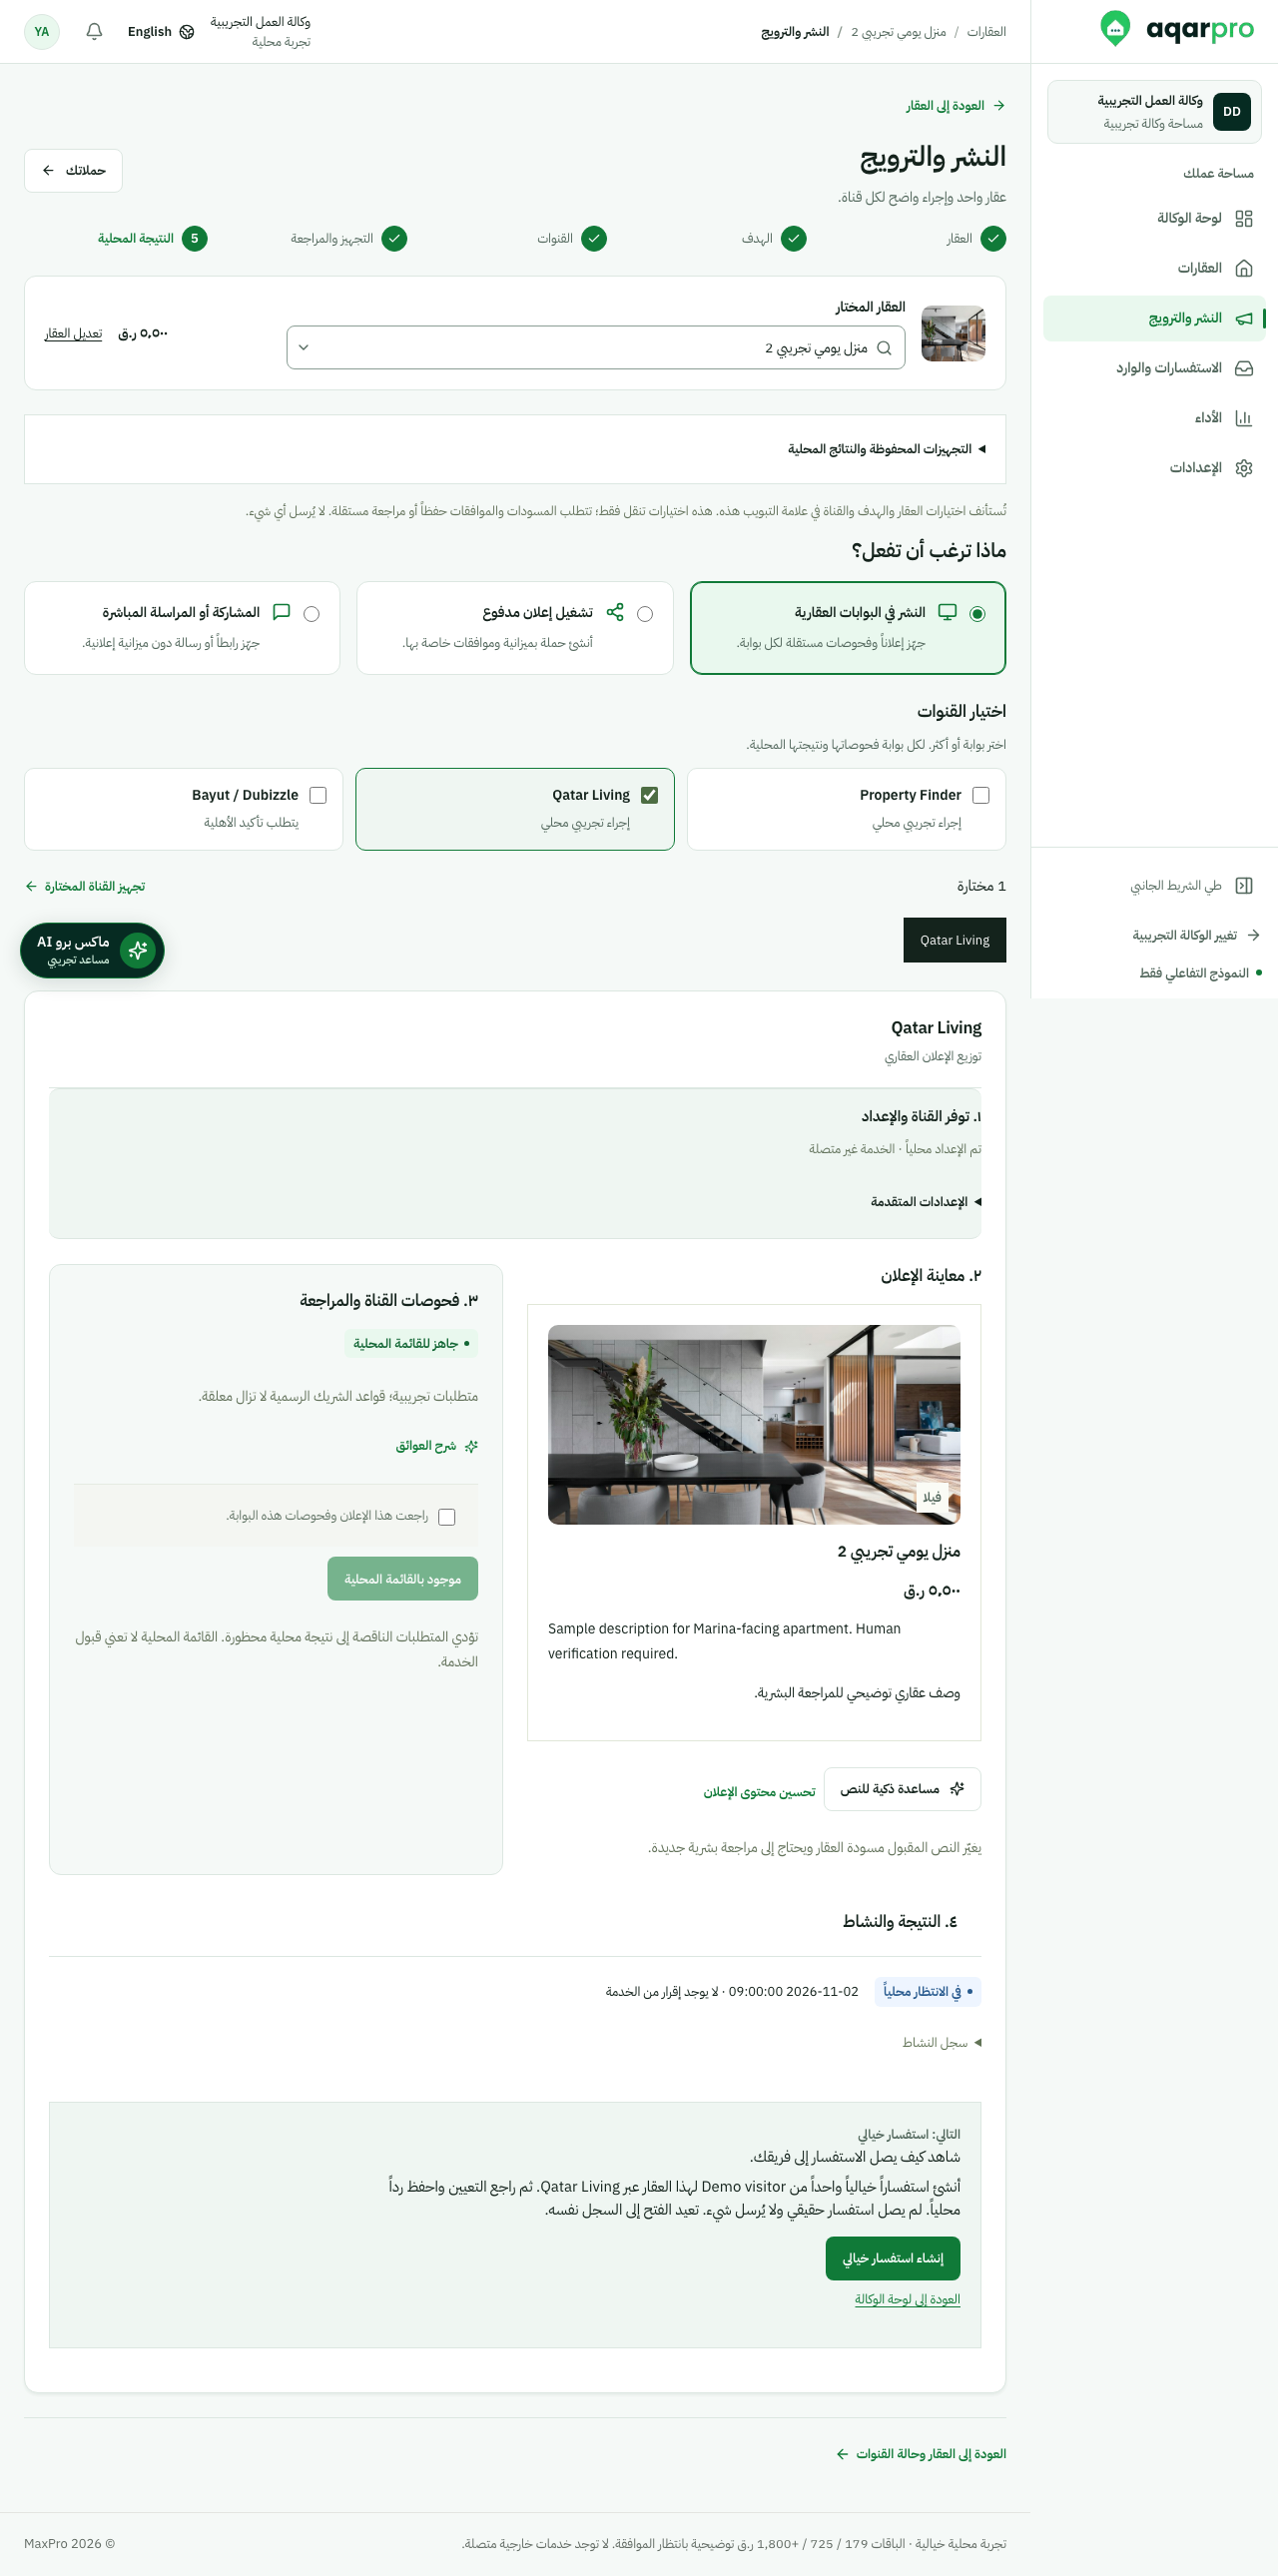 aqarpro
DD
وكالة العمل التجريبية
مساحة وكالة تجريبية
مساحة عملك
لوحة الوكالة
العقارات
النشر والترويج
الاستفسارات والوارد
الأداء
الإعدادات
طي الشريط الجانبي
تغيير الوكالة التجريبية
النموذج التفاعلي فقط
العقارات / منزل يومي تجريبي 2 / النشر والترويج
وكالة العمل التجريبية
تجربة محلية
English
YA
العودة إلى العقار
النشر والترويج
عقار واحد وإجراء واضح لكل قناة.
حملاتك
العقار
الهدف
القنوات
التجهيز والمراجعة
5 النتيجة المحلية
العقار المختار
منزل يومي تجريبي 2
٥,٥٠٠ ر.ق
تعديل العقار
التجهيزات المحفوظة والنتائج المحلية
تُستأنف اختيارات العقار والهدف والقناة في علامة التبويب هذه. هذه اختيارات تنقل فقط؛ تتطلب المسودات والموافقات حفظاً أو مراجعة مستقلة. لا يُرسل أي شيء.
ماذا ترغب أن تفعل؟
النشر في البوابات العقارية
جهّز إعلاناً وفحوصات مستقلة لكل بوابة.
تشغيل إعلان مدفوع
أنشئ حملة بميزانية وموافقات خاصة بها.
المشاركة أو المراسلة المباشرة
جهّز رابطاً أو رسالة دون ميزانية إعلانية.
اختيار القنوات
اختر بوابة أو أكثر. لكل بوابة فحوصاتها ونتيجتها المحلية.
Property Finder
إجراء تجريبي محلي
Qatar Living
إجراء تجريبي محلي
Bayut / Dubizzle
يتطلب تأكيد الأهلية
1 مختارة
تجهيز القناة المختارة
Qatar Living
ماكس برو AI
مساعد تجريبي
Qatar Living
توزيع الإعلان العقاري
١. توفر القناة والإعداد
تم الإعداد محلياً · الخدمة غير متصلة
الإعدادات المتقدمة
٢. معاينة الإعلان
فيلا
منزل يومي تجريبي 2
٥,٥٠٠ ر.ق
Sample description for Marina-facing apartment. Human
verification required.
وصف عقاري توضيحي للمراجعة البشرية.
مساعدة ذكية للنص
تحسين محتوى الإعلان
يغيّر النص المقبول مسودة العقار ويحتاج إلى مراجعة بشرية جديدة.
٣. فحوصات القناة والمراجعة
جاهز للقائمة المحلية
متطلبات تجريبية؛ قواعد الشريك الرسمية لا تزال معلقة.
شرح العوائق
راجعت هذا الإعلان وفحوصات هذه البوابة.
موجود بالقائمة المحلية
تؤدي المتطلبات الناقصة إلى نتيجة محلية محظورة. القائمة المحلية لا تعني قبول
الخدمة.
٤. النتيجة والنشاط
في الانتظار محلياً
2026-11-02 09:00:00 · لا يوجد إقرار من الخدمة
سجل النشاط
التالي: استفسار خيالي
شاهد كيف يصل الاستفسار إلى فريقك.
أنشئ استفساراً خيالياً واحداً من Demo visitor لهذا العقار عبر Qatar Living. ثم راجع التعيين واحفظ رداً
محلياً. لم يصل استفسار حقيقي ولا يُرسل شيء. تعيد الفتح إلى السجل نفسه.
إنشاء استفسار خيالي
العودة إلى لوحة الوكالة
العودة إلى العقار وحالة القنوات
تجربة محلية خيالية · الباقات 179 / 725 / +1,800 ر.ق توضيحية بانتظار الموافقة. لا توجد خدمات خارجية متصلة.
© 2026 MaxPro